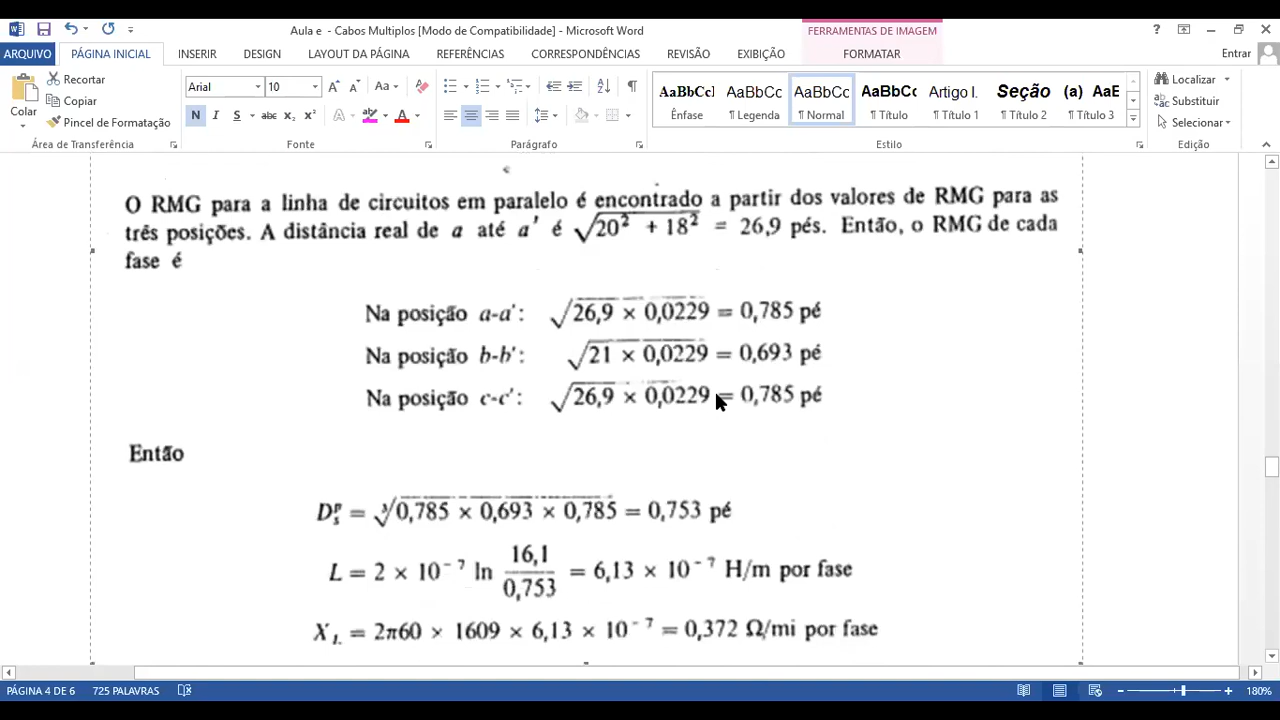 Aula e - Cabos Multiplos [Modo de Compatibilidade] - Microsoft Word
FERRAMENTAS DE IMAGEM
?
ARQUIVO PÁGINA INICIAL INSERIR DESIGN LAYOUT DA PÁGINA REFERÊNCIAS CORRESPONDÊNCIAS REVISÃO EXIBIÇÃO FORMATAR Entrar
Colar
Recortar
Copiar
Pincel de Formatação
Área de Transferência
Arial 10
N I S abc x₂ x²
Fonte
Parágrafo
AaBbCcl AaBbCc AaBbCc AaBbCc Artigo I. Seção (a) AaE
Ênfase ¶ Legenda ¶ Normal ¶ Título ¶ Título 1 ¶ Título 2 ¶ Título 3
Estilo
Localizar
Substituir
Selecionar
Edição
O RMG para a linha de circuitos em paralelo é encontrado a partir dos valores de RMG para as
três posições. A distância real de a até a' é √20² + 18² = 26,9 pés. Então, o RMG de cada
fase é
Na posição a-a': √26,9 × 0,0229 = 0,785 pé
Na posição b-b': √21 × 0,0229 = 0,693 pé
Na posição c-c': √26,9 × 0,0229 = 0,785 pé
Então
Dₛᵖ = ∛0,785 × 0,693 × 0,785 = 0,753 pé
L = 2 × 10⁻⁷ ln 16,1/0,753 = 6,13 × 10⁻⁷ H/m por fase
X_L = 2π60 × 1609 × 6,13 × 10⁻⁷ = 0,372 Ω/mi por fase
PÁGINA 4 DE 6 725 PALAVRAS 180%